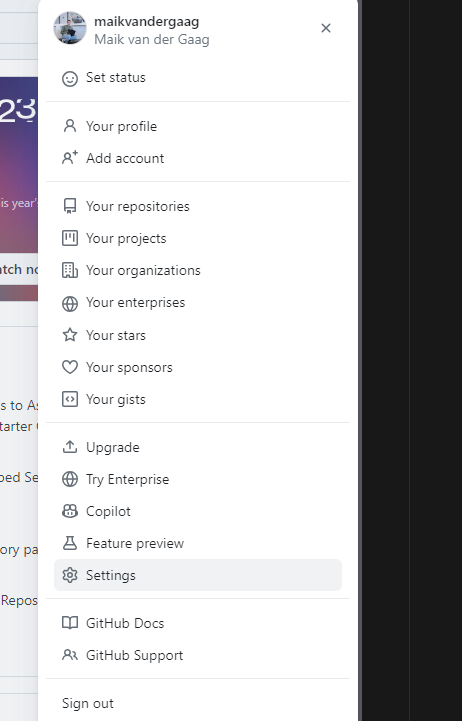 maikvandergaag
Maik van der Gaag
Set status
Your profile
Add account
Your repositories
Your projects
Your organizations
Your enterprises
Your stars
Your sponsors
Your gists
Upgrade
Try Enterprise
Copilot
Feature preview
Settings
GitHub Docs
GitHub Support
Sign out
23
is year'
atch no
s to As
tarter
ped Se
ory pa
Repos